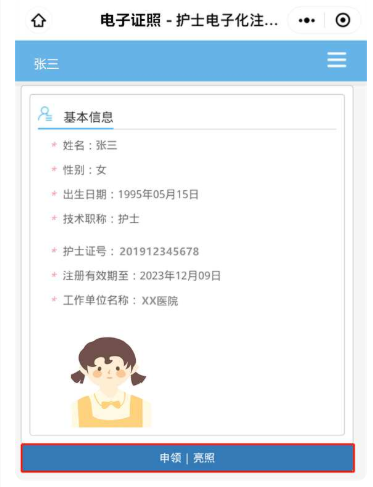 电子证照 - 护士电子化注...
张三
基本信息
* 姓名：张三
* 性别：女
* 出生日期：1995年05月15日
* 技术职称：护士
* 护士证号：201912345678
* 注册有效期至：2023年12月09日
* 工作单位名称：XX医院
申领 | 亮照